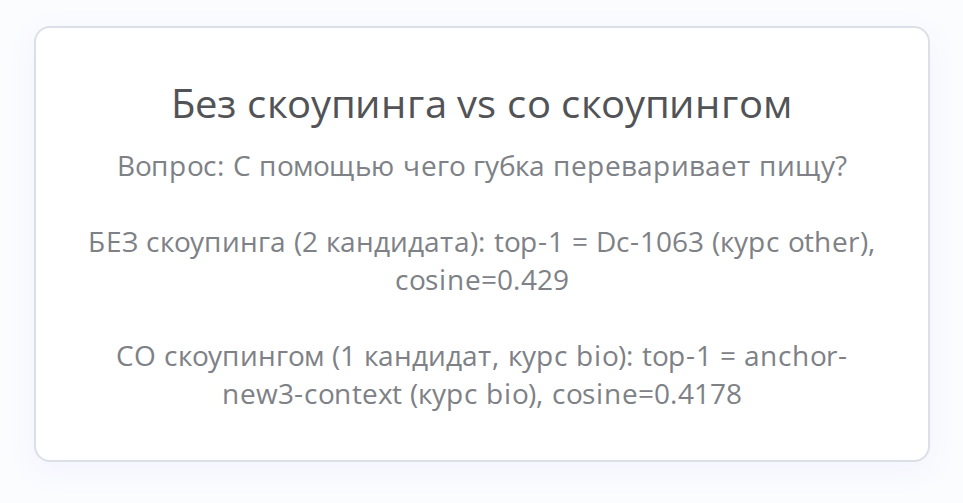 Без скоупинга vs со скоупингом
Вопрос: С помощью чего губка переваривает пищу?
БЕЗ скоупинга (2 кандидата): top-1 = Dc-1063 (курс other),
cosine=0.429
СО скоупингом (1 кандидат, курс bio): top-1 = anchor-
new3-context (курс bio), cosine=0.4178